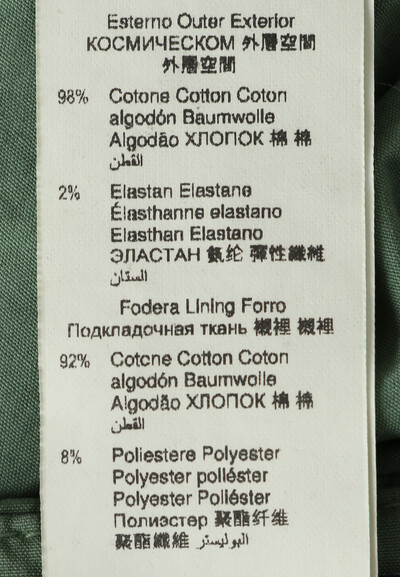 Esterno Outer Exterior
КОСМИЧЕСКОМ 外層空間
外層空間
98% Cotone Cotton Coton
algodón Baumwolle
Algodão ХЛОПОК 棉 棉
القطن
2% Elastan Elastane
Élasthanne elastano
Elasthan Elastano
ЭЛАСТАН 氨纶 彈性纖維
الستان
Fodera Lining Forro
Подкладочная ткань 襯裡 襯裡
92% Cotone Cotton Coton
algodón Baumwolle
Algodão ХЛОПОК 棉 棉
القطن
8% Poliestere Polyester
Polyester poliéster
Polyester Poliéster
Полиэстер 聚酯纤维
聚酯纖維 البوليستر